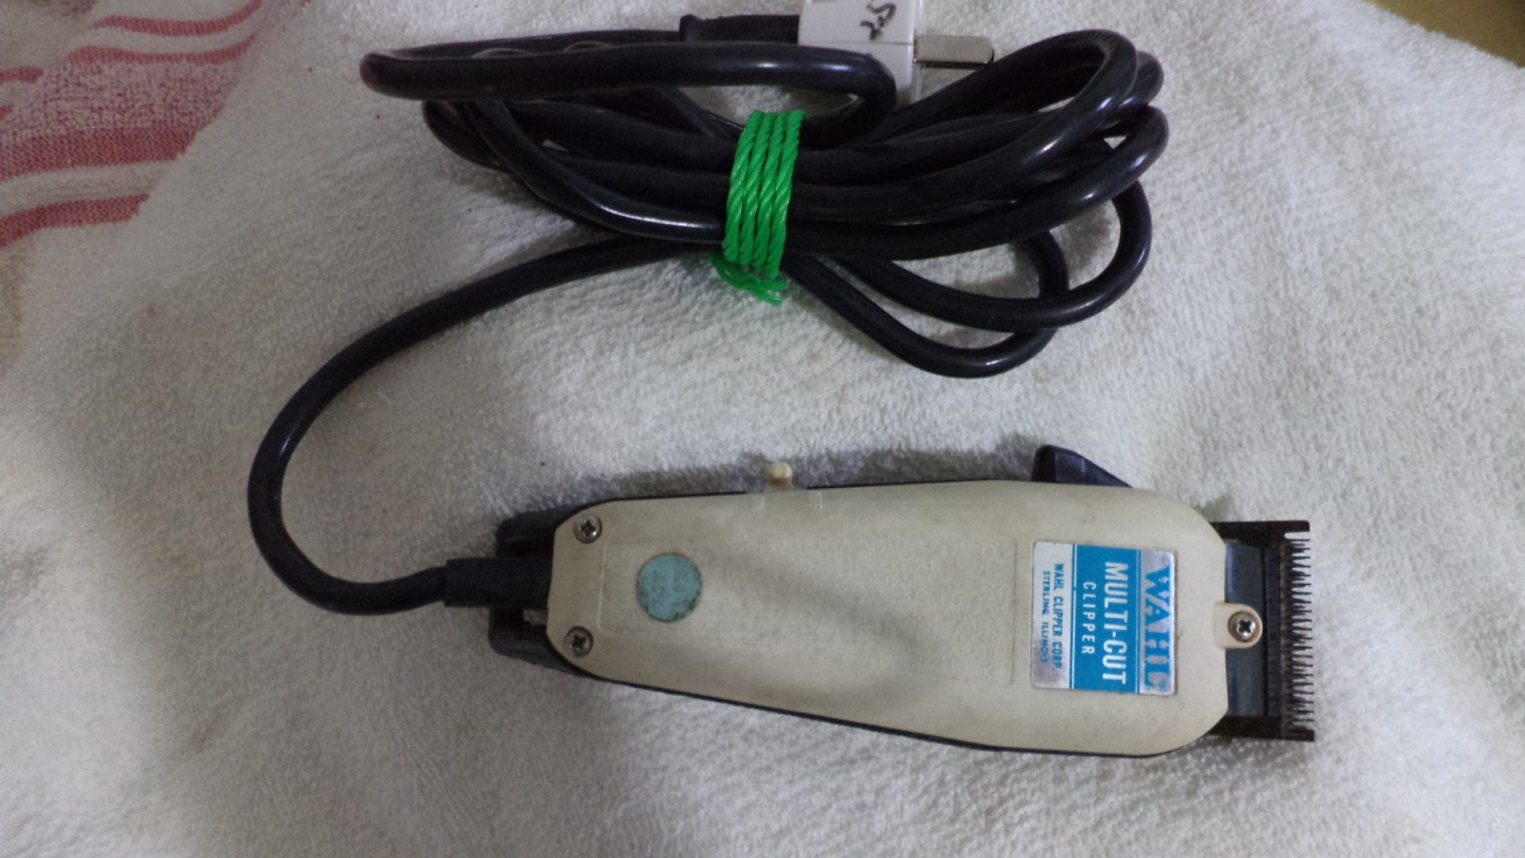 WAHL
MULTI-CUT
CLIPPER
WAHL CLIPPER CORP.
STERLING ILLINOIS